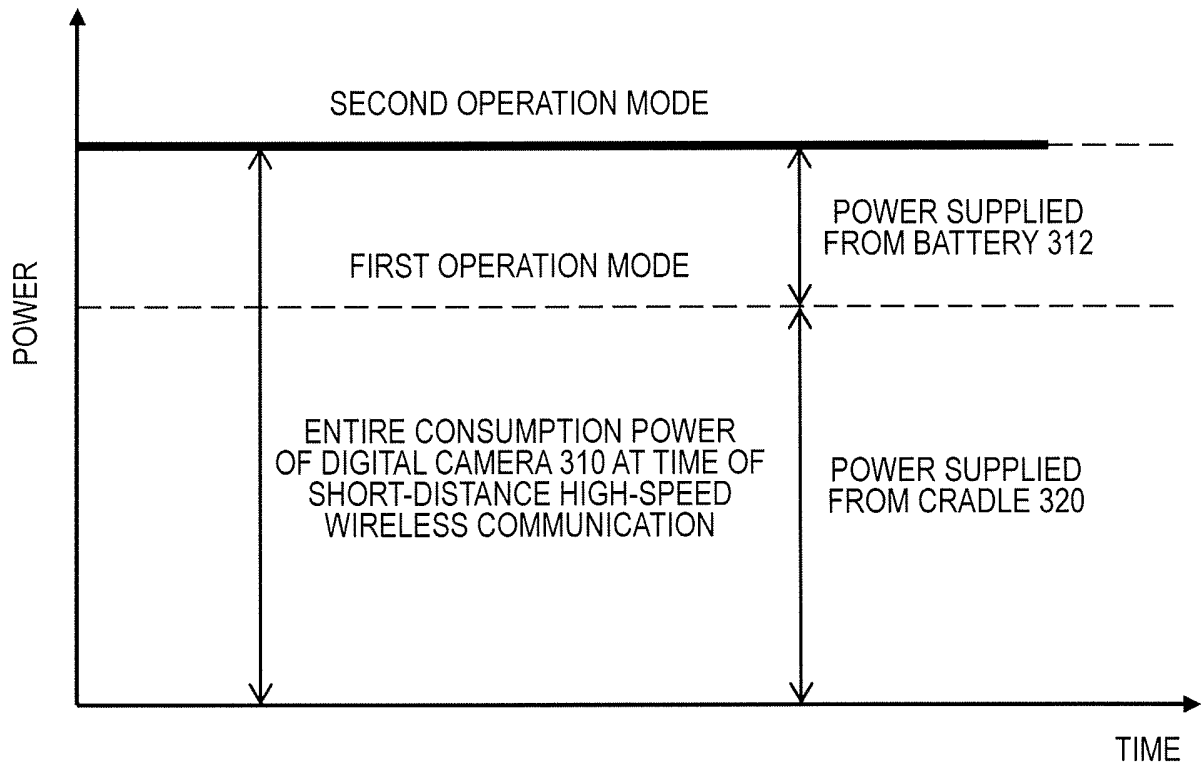 SECOND OPERATION MODE
POWER SUPPLIED
FROM BATTERY 312
FIRST OPERATION MODE
POWER
ENTIRE CONSUMPTION POWER
OF DIGITAL CAMERA 310 AT TIME OF
SHORT-DISTANCE HIGH-SPEED
WIRELESS COMMUNICATION
POWER SUPPLIED
FROM CRADLE 320
TIME